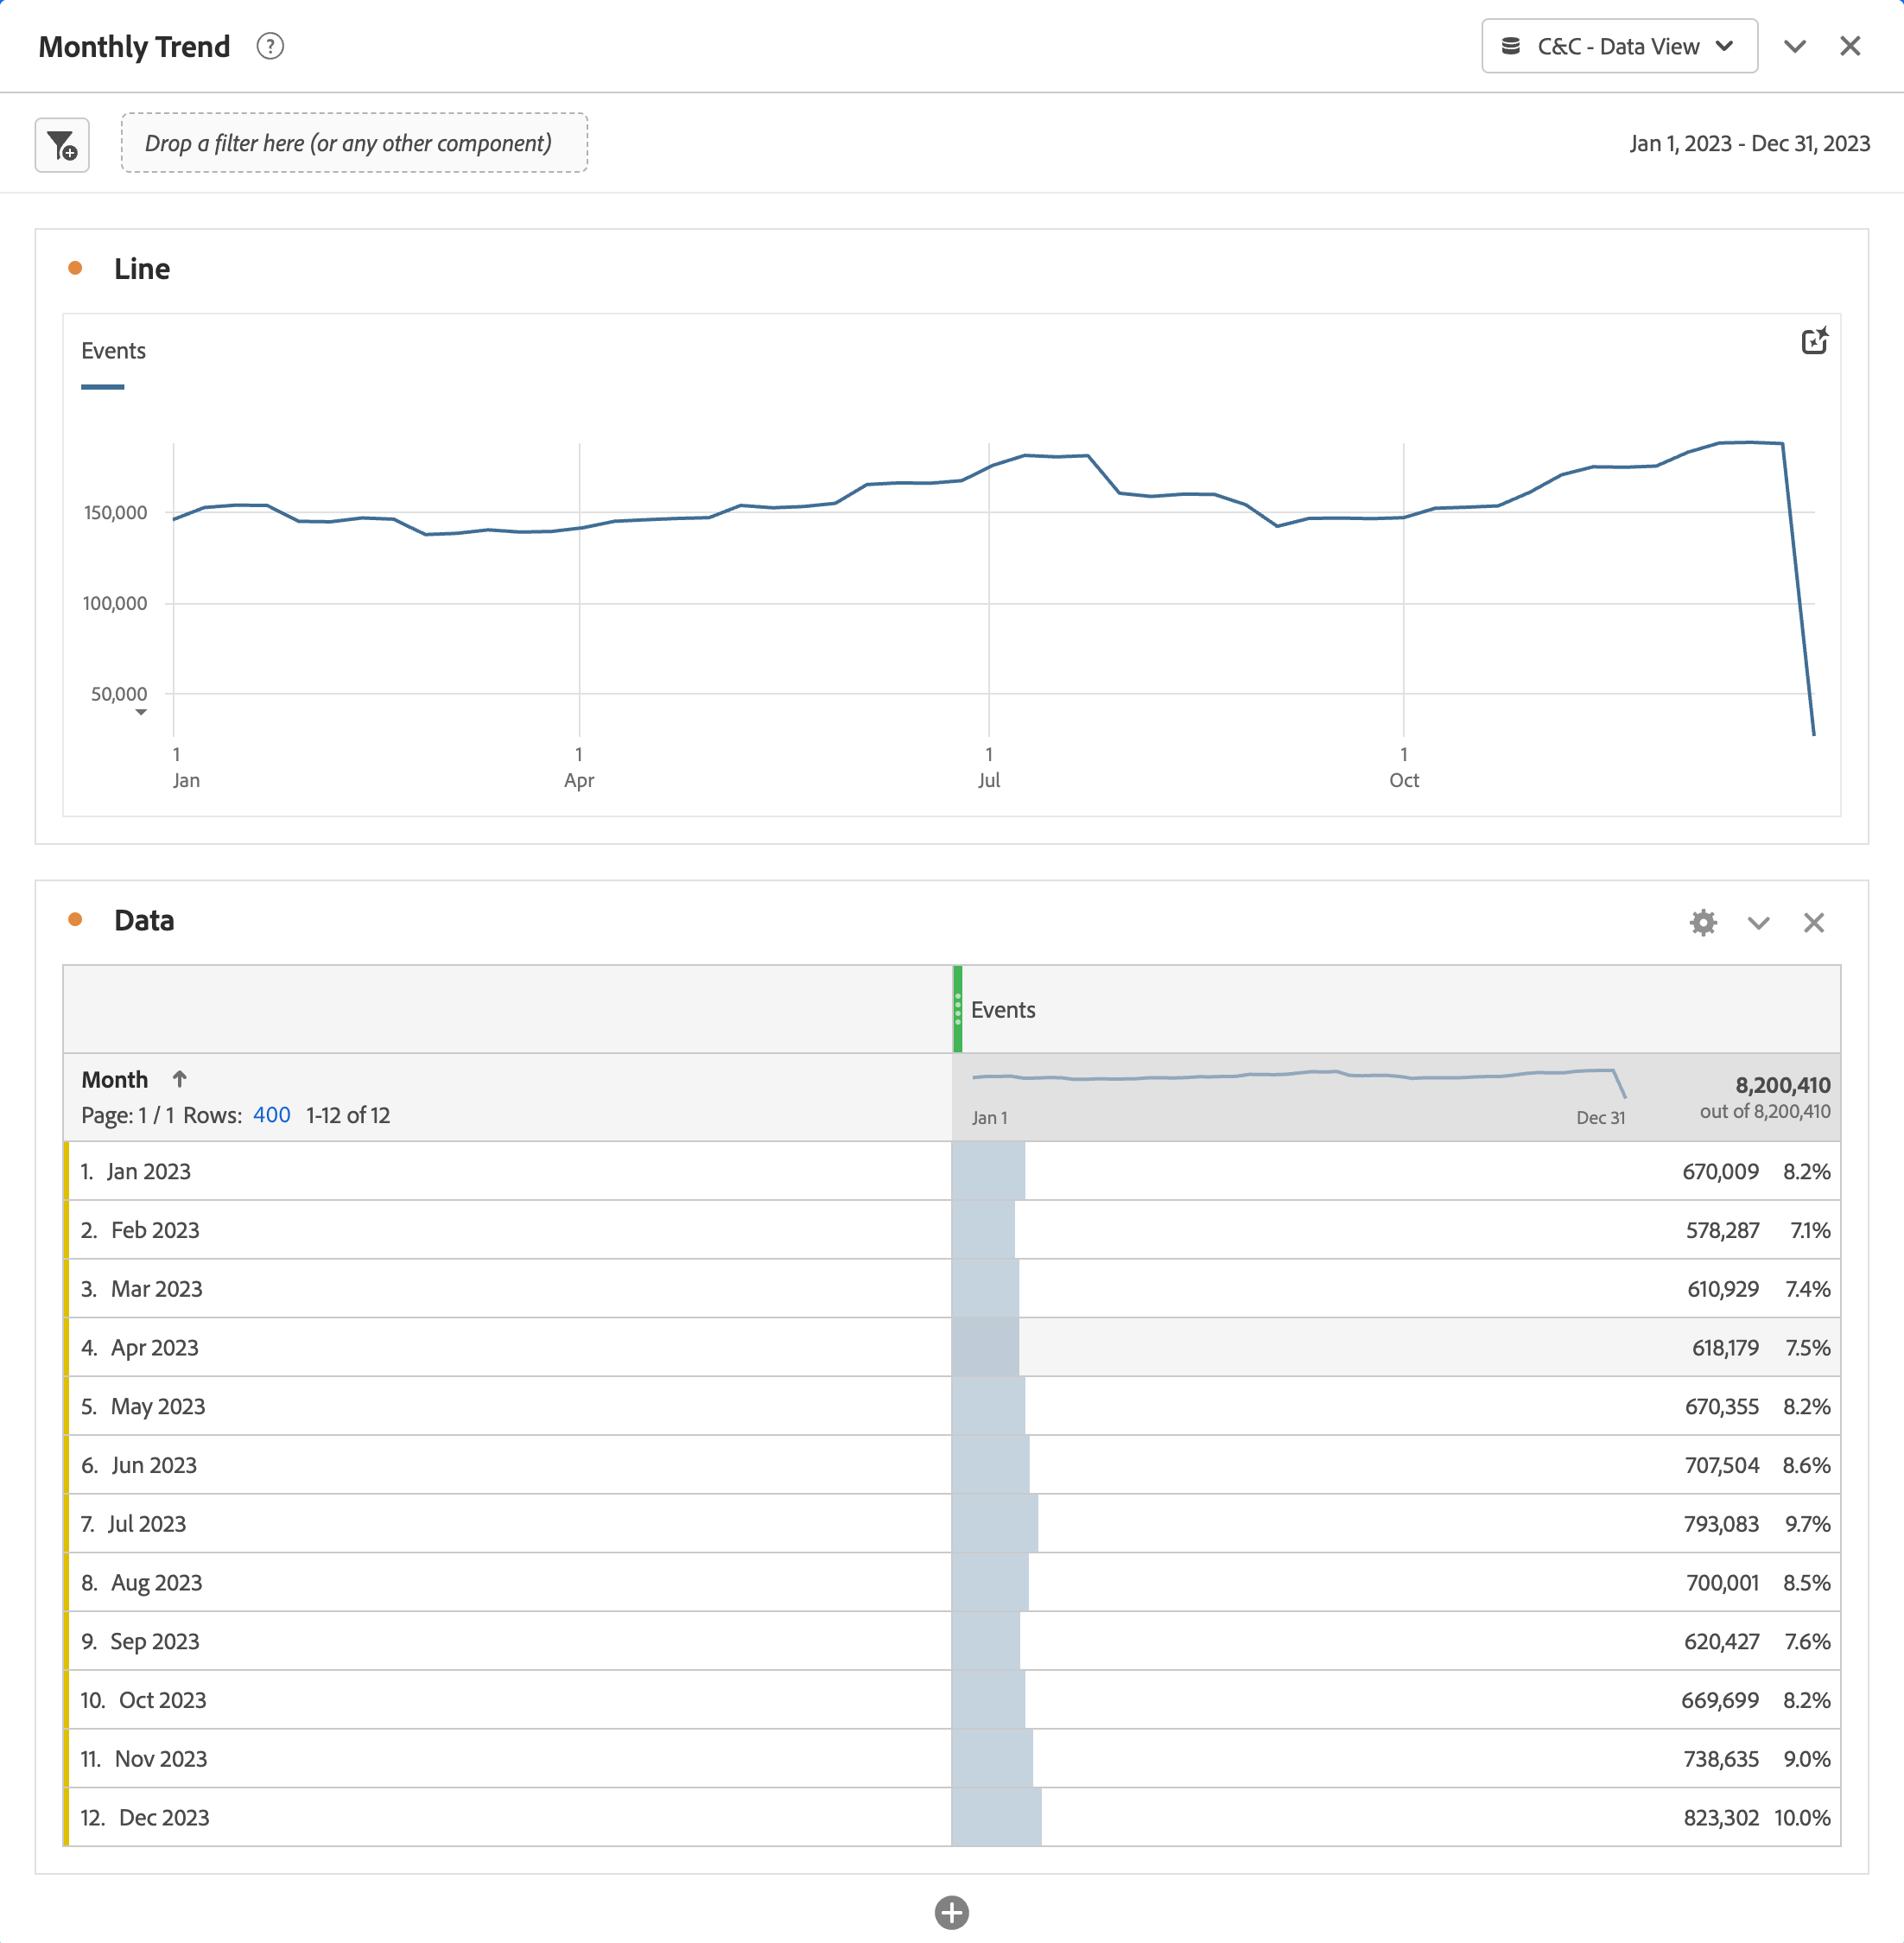 Monthly Trend ? C&C - Data View
Drop a filter here (or any other component) Jan 1, 2023 - Dec 31, 2023
Line
Events
150,000
100,000
50,000
1 1 1 1
Jan Apr Jul Oct
Data
Events
Month 8,200,410
Page: 1 / 1 Rows: 400 1-12 of 12 Jan 1 Dec 31 out of 8,200,410
1. Jan 2023 670,009 8.2%
2. Feb 2023 578,287 7.1%
3. Mar 2023 610,929 7.4%
4. Apr 2023 618,179 7.5%
5. May 2023 670,355 8.2%
6. Jun 2023 707,504 8.6%
7. Jul 2023 793,083 9.7%
8. Aug 2023 700,001 8.5%
9. Sep 2023 620,427 7.6%
10. Oct 2023 669,699 8.2%
11. Nov 2023 738,635 9.0%
12. Dec 2023 823,302 10.0%